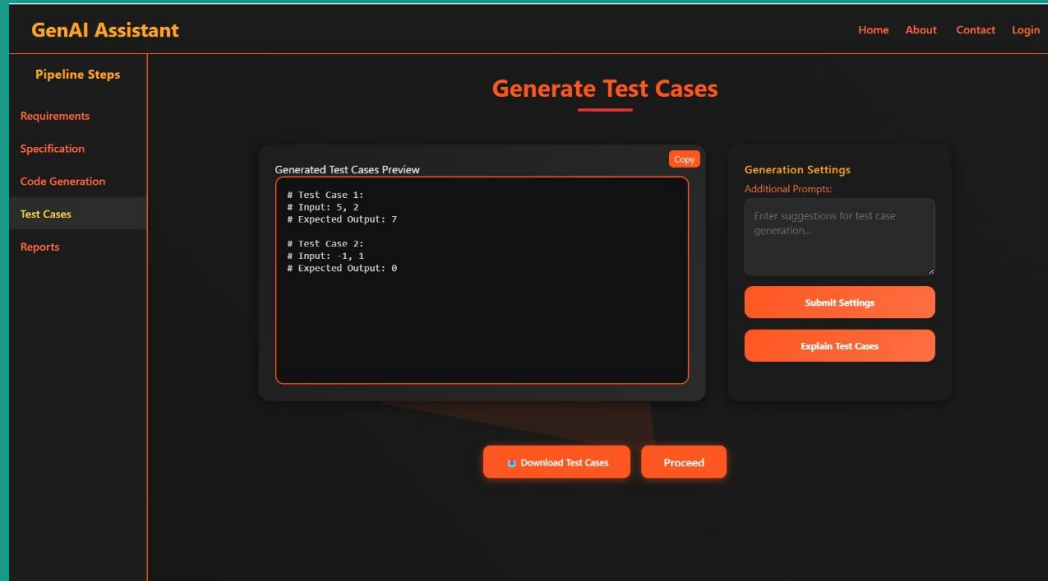 GenAI Assistant
Home About Contact Login
Pipeline Steps
Requirements
Specification
Code Generation
Test Cases
Reports
Generate Test Cases
Generated Test Cases Preview
Copy
# Test Case 1:
# Input: 5, 2
# Expected Output: 7
# Test Case 2:
# Input: -1, 1
# Expected Output: 0
Generation Settings
Additional Prompts:
Enter suggestions for test case
generation...
Submit Settings
Explain Test Cases
Download Test Cases
Proceed